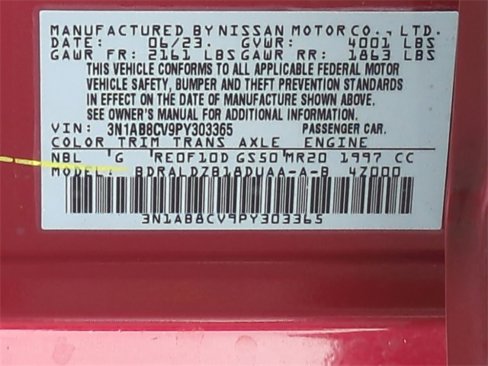 MANUFACTURED BY NISSAN MOTOR CO., LTD.
DATE: 06/23. GVWR: 4001 LBS
GAWR FR: 2161 LBS GAWR RR: 1863 LBS
THIS VEHICLE CONFORMS TO ALL APPLICABLE FEDERAL MOTOR
VEHICLE SAFETY, BUMPER AND THEFT PREVENTION STANDARDS
IN EFFECT ON THE DATE OF MANUFACTURE SHOWN ABOVE.
SEE OWNER'S MANUAL FOR ADDITIONAL INFORMATION.
VIN: 3N1AB8CV9PY303365 PASSENGER CAR.
COLOR TRIM TRANS AXLE ENGINE
NBL G RE0F10D GS50 MR20 1997 CC
MODEL: BDRALDZB18DUAA-A-B 4Z000
3N1AB8CV9PY303365